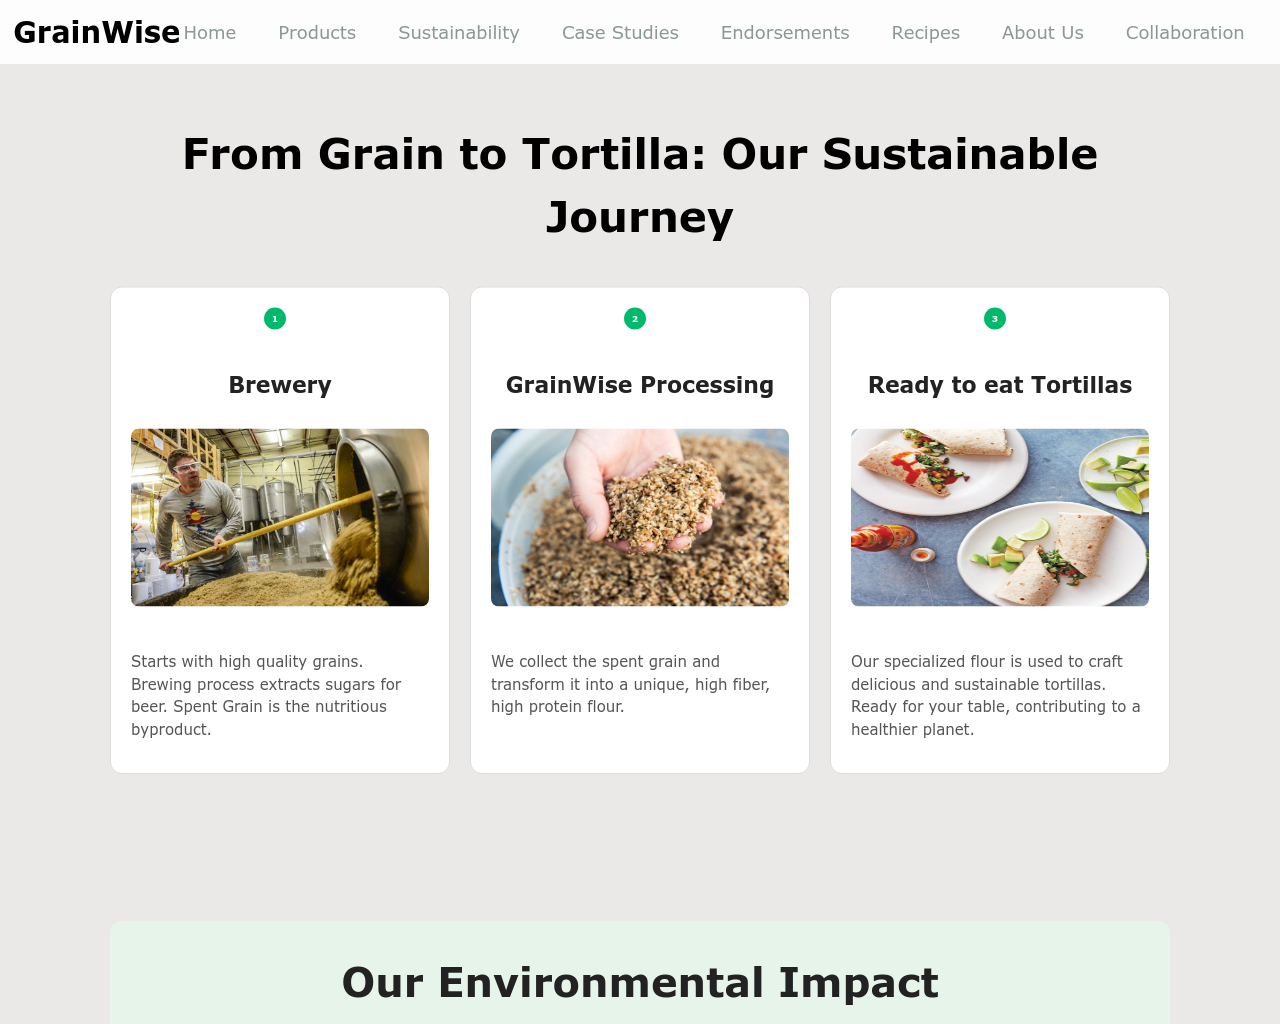 GrainWise Home Products Sustainability Case Studies Endorsements Recipes About Us Collaboration
From Grain to Tortilla: Our Sustainable
Journey
1
Brewery
Starts with high quality grains.
Brewing process extracts sugars for
beer. Spent Grain is the nutritious
byproduct.
2
GrainWise Processing
We collect the spent grain and
transform it into a unique, high fiber,
high protein flour.
3
Ready to eat Tortillas
Our specialized flour is used to craft
delicious and sustainable tortillas.
Ready for your table, contributing to a
healthier planet.
Our Environmental Impact